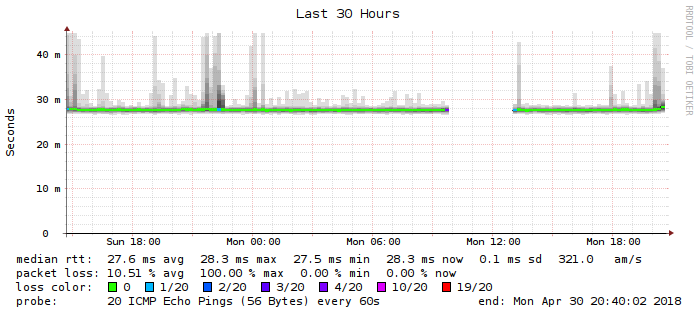 Last 30 Hours
RRDTOOL / TOBI OETIKER
Seconds
40 m
30 m
20 m
10 m
0
Sun 18:00 Mon 00:00 Mon 06:00 Mon 12:00 Mon 18:00
median rtt: 27.6 ms avg 28.3 ms max 27.5 ms min 28.3 ms now 0.1 ms sd 321.0 am/s
packet loss: 10.51 % avg 100.00 % max 0.00 % min 0.00 % now
loss color: 0 1/20 2/20 3/20 4/20 10/20 19/20
probe: 20 ICMP Echo Pings (56 Bytes) every 60s end: Mon Apr 30 20:40:02 2018